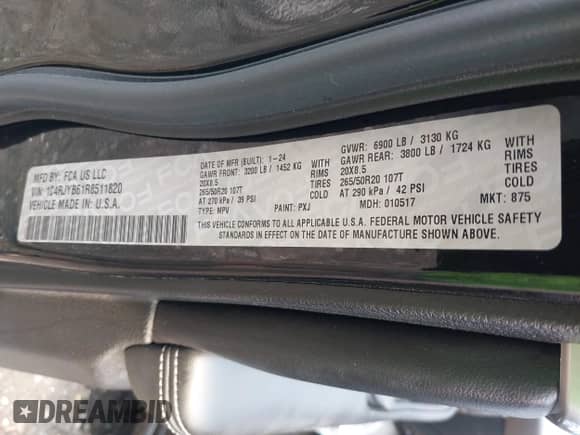 MFD BY: FCA US LLC
VIN: 1C4RJYB61R8511820
VEHICLE MADE IN: U.S.A.
DATE OF MFR (BUILT): 1-24
GAWR FRONT: 3200 LB / 1452 KG WITH
20X8.5 RIMS
265/50R20 107T TIRES
AT 270 kPa / 39 PSI COLD
TYPE: MPV PAINT: PXJ
GVWR: 6900 LB / 3130 KG
GAWR REAR: 3800 LB / 1724 KG WITH
20X8.5 RIMS
265/50R20 107T TIRES
AT 290 kPa / 42 PSI COLD
MDH: 010517 MKT: 875
THIS VEHICLE CONFORMS TO ALL APPLICABLE U.S.A. FEDERAL MOTOR VEHICLE SAFETY
STANDARDS IN EFFECT ON THE DATE OF MANUFACTURE SHOWN ABOVE.
DREAMBID